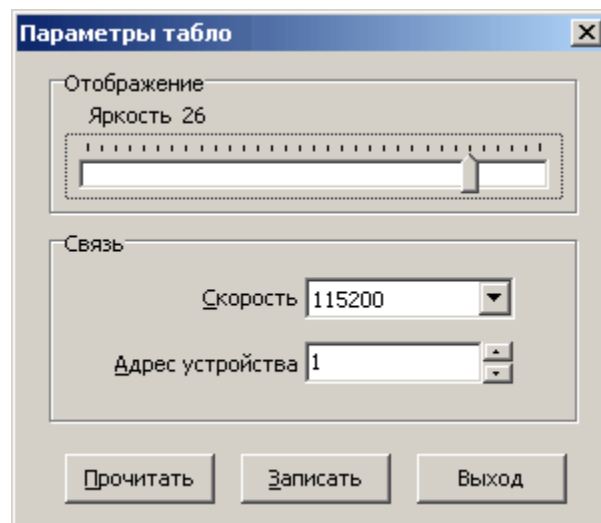 Параметры табло
Отображение
Яркость 26
Связь
Скорость 115200
Адрес устройства 1
Прочитать Записать Выход